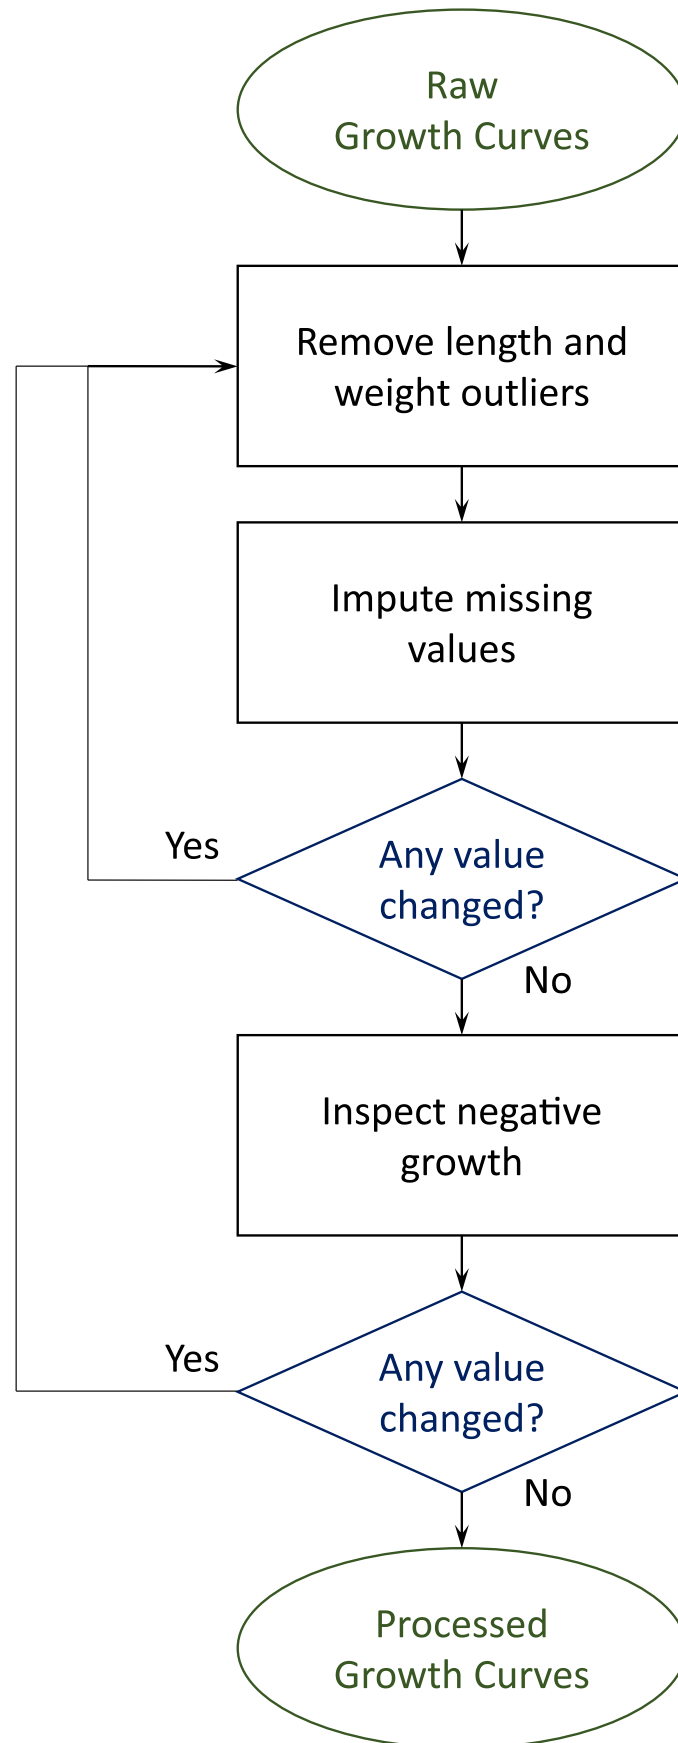 Raw
Growth Curves
Remove length and
weight outliers
Impute missing
values
Yes
Any value
changed?
No
Inspect negative
growth
Yes
Any value
changed?
No
Processed
Growth Curves